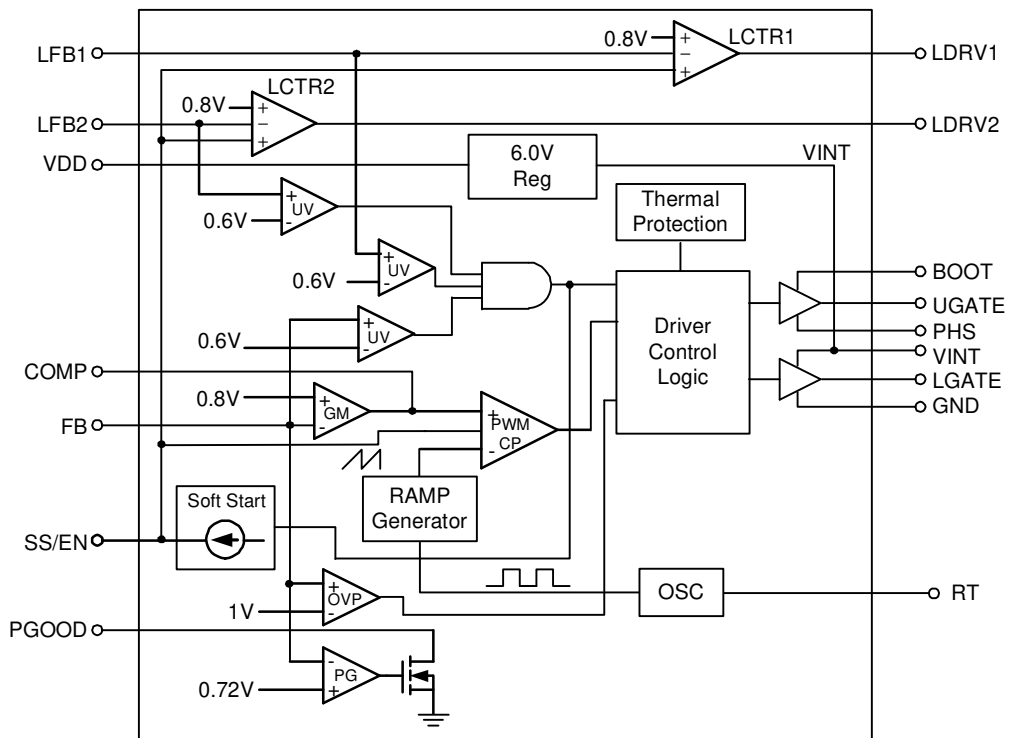 0.8V
+
−
+
LCTR1
LFB1
LDRV1
LCTR2
0.8V
+
−
+
LFB2
LDRV2
VDD
6.0V
Reg
VINT
+
UV
-
0.6V
Thermal
Protection
+
UV
-
0.6V
BOOT
UGATE
PHS
VINT
LGATE
GND
Driver
Control
Logic
+
UV
-
0.6V
COMP
0.8V
+
GM
-
FB
+
PWM
CP
-
Soft Start
RAMP
Generator
SS/EN
+
OVP
-
1V
OSC
RT
PGOOD
-
PG
+
0.72V